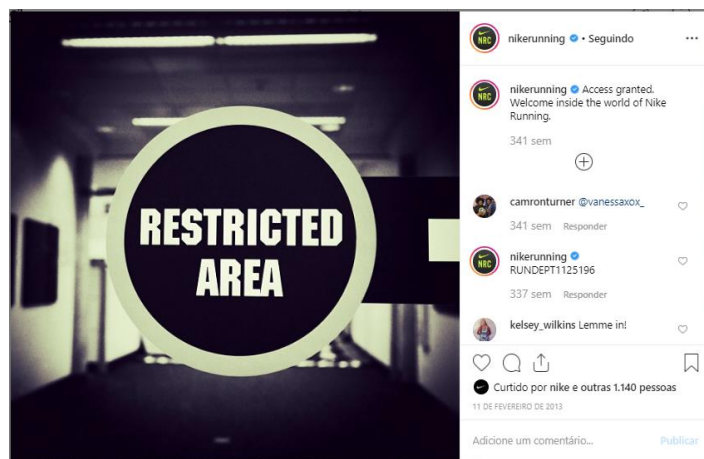 RESTRICTED
AREA
nikerunning • Seguindo
nikerunning Access granted.
Welcome inside the world of Nike
Running.
341 sem
camronturner @vanessaxox_
341 sem Responder
nikerunning
RUNDEPT1125196
337 sem Responder
kelsey_wilkins Lemme in!
Curtido por nike e outras 1.140 pessoas
11 DE FEVEREIRO DE 2013
Adicione um comentário... Publicar
NRC
NRC
NRC